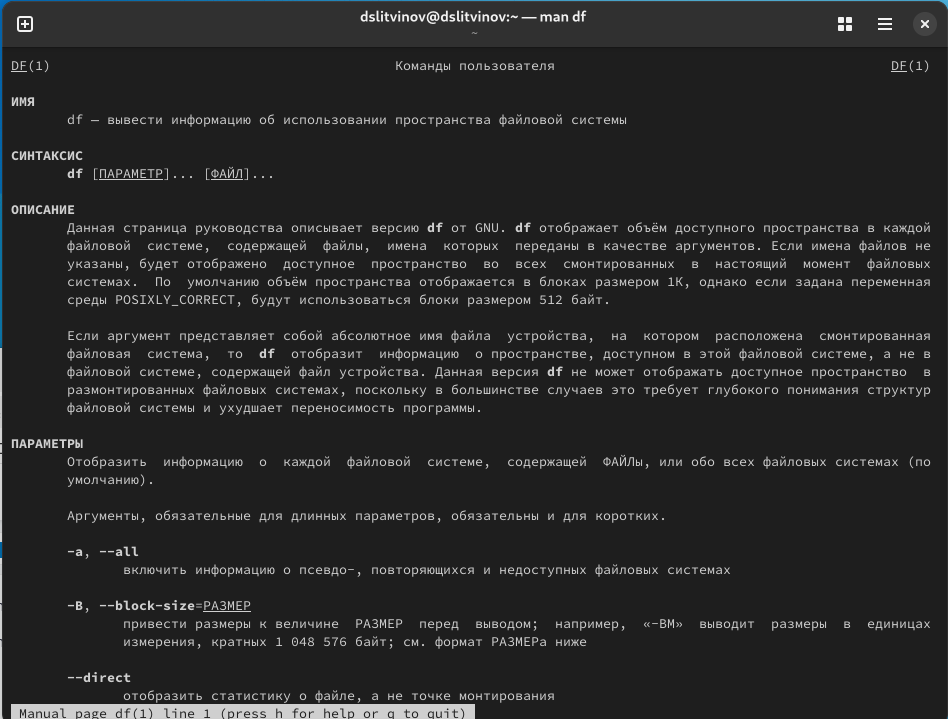 dslitvinov@dslitvinov:~ — man df
~
DF(1) Команды пользователя DF(1)
ИМЯ
df — вывести информацию об использовании пространства файловой системы
СИНТАКСИС
df [ПАРАМЕТР]... [ФАЙЛ]...
ОПИСАНИЕ
Данная страница руководства описывает версию df от GNU. df отображает объём доступного пространства в каждой
файловой системе, содержащей файлы, имена которых переданы в качестве аргументов. Если имена файлов не
указаны, будет отображено доступное пространство во всех смонтированных в настоящий момент файловых
системах. По умолчанию объём пространства отображается в блоках размером 1K, однако если задана переменная
среды POSIXLY_CORRECT, будут использоваться блоки размером 512 байт.
Если аргумент представляет собой абсолютное имя файла устройства, на котором расположена смонтированная
файловая система, то df отобразит информацию о пространстве, доступном в этой файловой системе, а не в
файловой системе, содержащей файл устройства. Данная версия df не может отображать доступное пространство в
размонтированных файловых системах, поскольку в большинстве случаев это требует глубокого понимания структур
файловой системы и ухудшает переносимость программы.
ПАРАМЕТРЫ
Отобразить информацию о каждой файловой системе, содержащей ФАЙЛы, или обо всех файловых системах (по
умолчанию).
Аргументы, обязательные для длинных параметров, обязательны и для коротких.
-a, --all
включить информацию о псевдо-, повторяющихся и недоступных файловых системах
-B, --block-size=РАЗМЕР
привести размеры к величине РАЗМЕР перед выводом; например, «-BM» выводит размеры в единицах
измерения, кратных 1 048 576 байт; см. формат РАЗМЕРа ниже
--direct
отобразить статистику о файле, а не точке монтирования
Manual page df(1) line 1 (press h for help or q to quit)